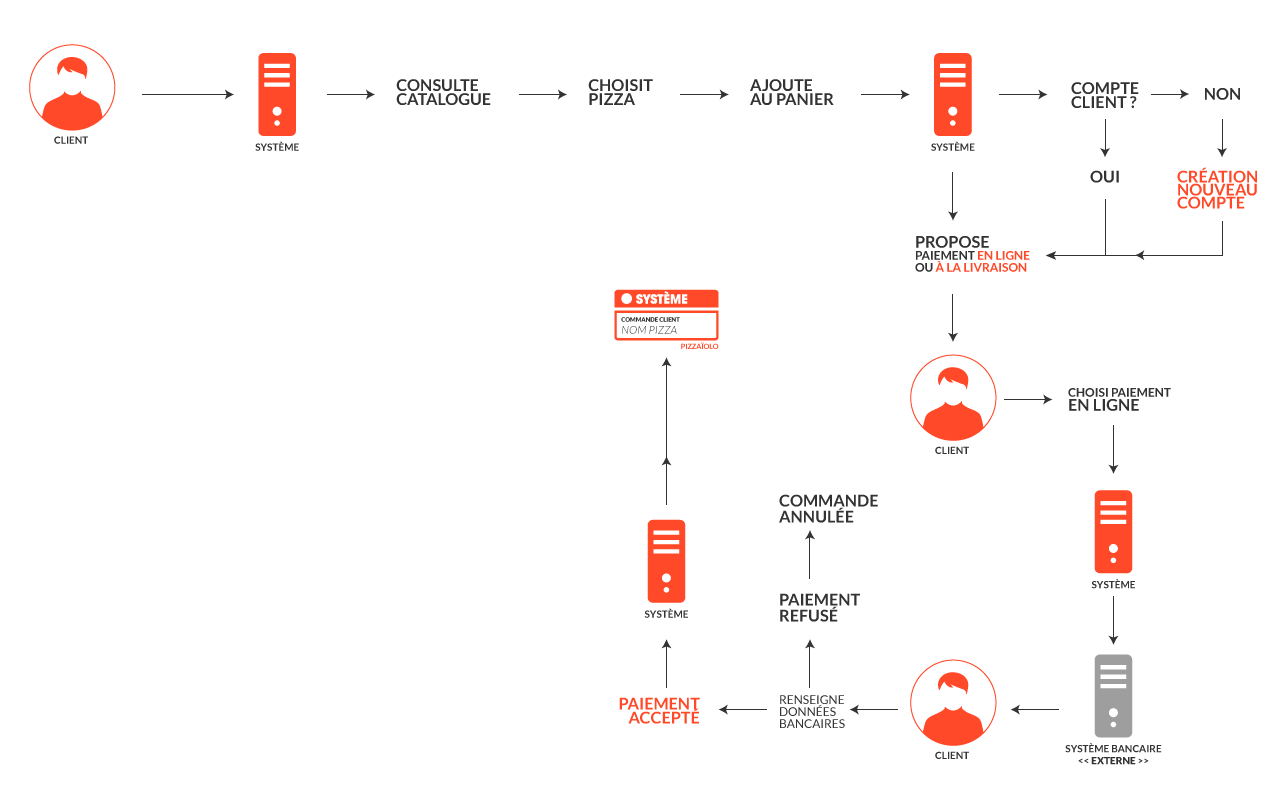 CLIENT
SYSTÈME
CONSULTE
CATALOGUE
CHOISIT
PIZZA
AJOUTE
AU PANIER
SYSTÈME
COMPTE
CLIENT ?
NON
OUI
CRÉATION
NOUVEAU
COMPTE
PROPOSE
PAIEMENT EN LIGNE
OU À LA LIVRAISON
SYSTÈME
COMMANDE CLIENT
NOM PIZZA
PIZZAÏOLO
CLIENT
CHOISI PAIEMENT
EN LIGNE
SYSTÈME
SYSTÈME BANCAIRE
<< EXTERNE >>
CLIENT
RENSEIGNE
DONNÉES
BANCAIRES
PAIEMENT
REFUSÉ
COMMANDE
ANNULÉE
PAIEMENT
ACCEPTÉ
SYSTÈME